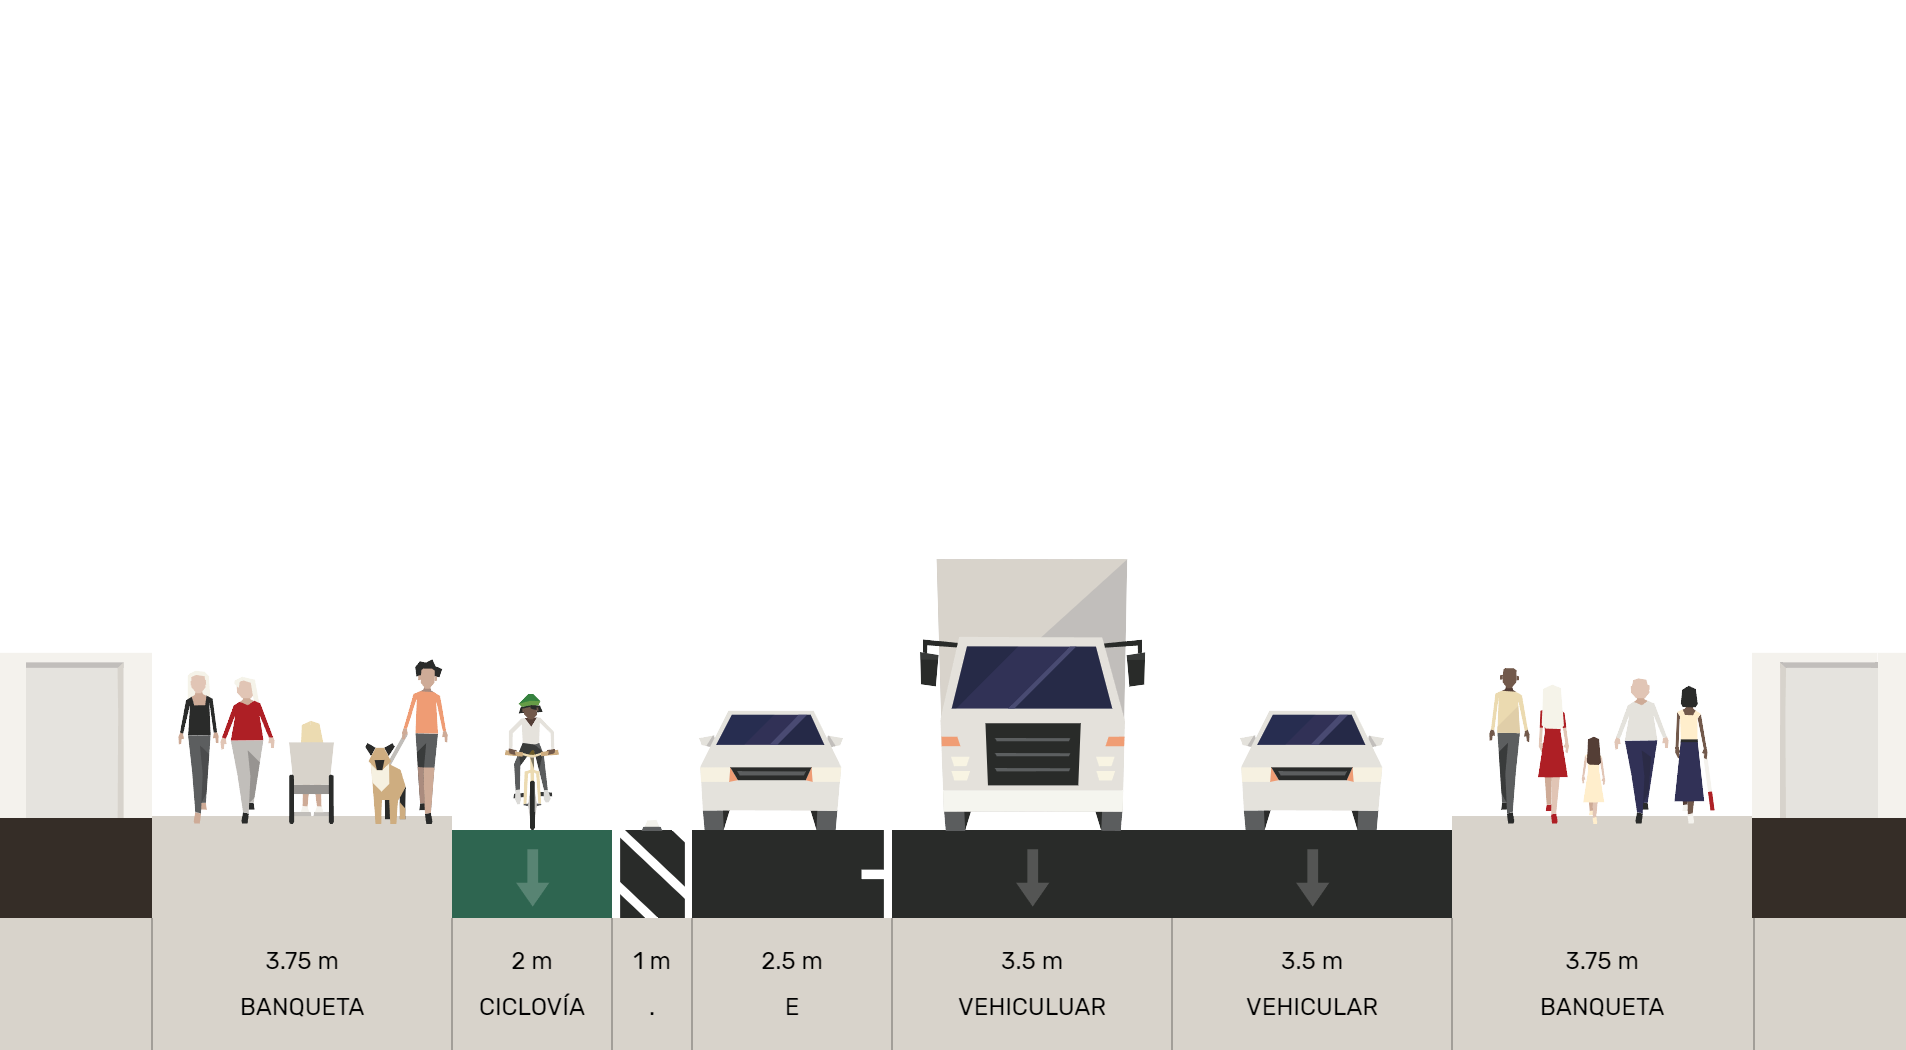 3.75 m
BANQUETA
2 m
CICLOVÍA
1 m
.
2.5 m
E
3.5 m
VEHICULUAR
3.5 m
VEHICULAR
3.75 m
BANQUETA